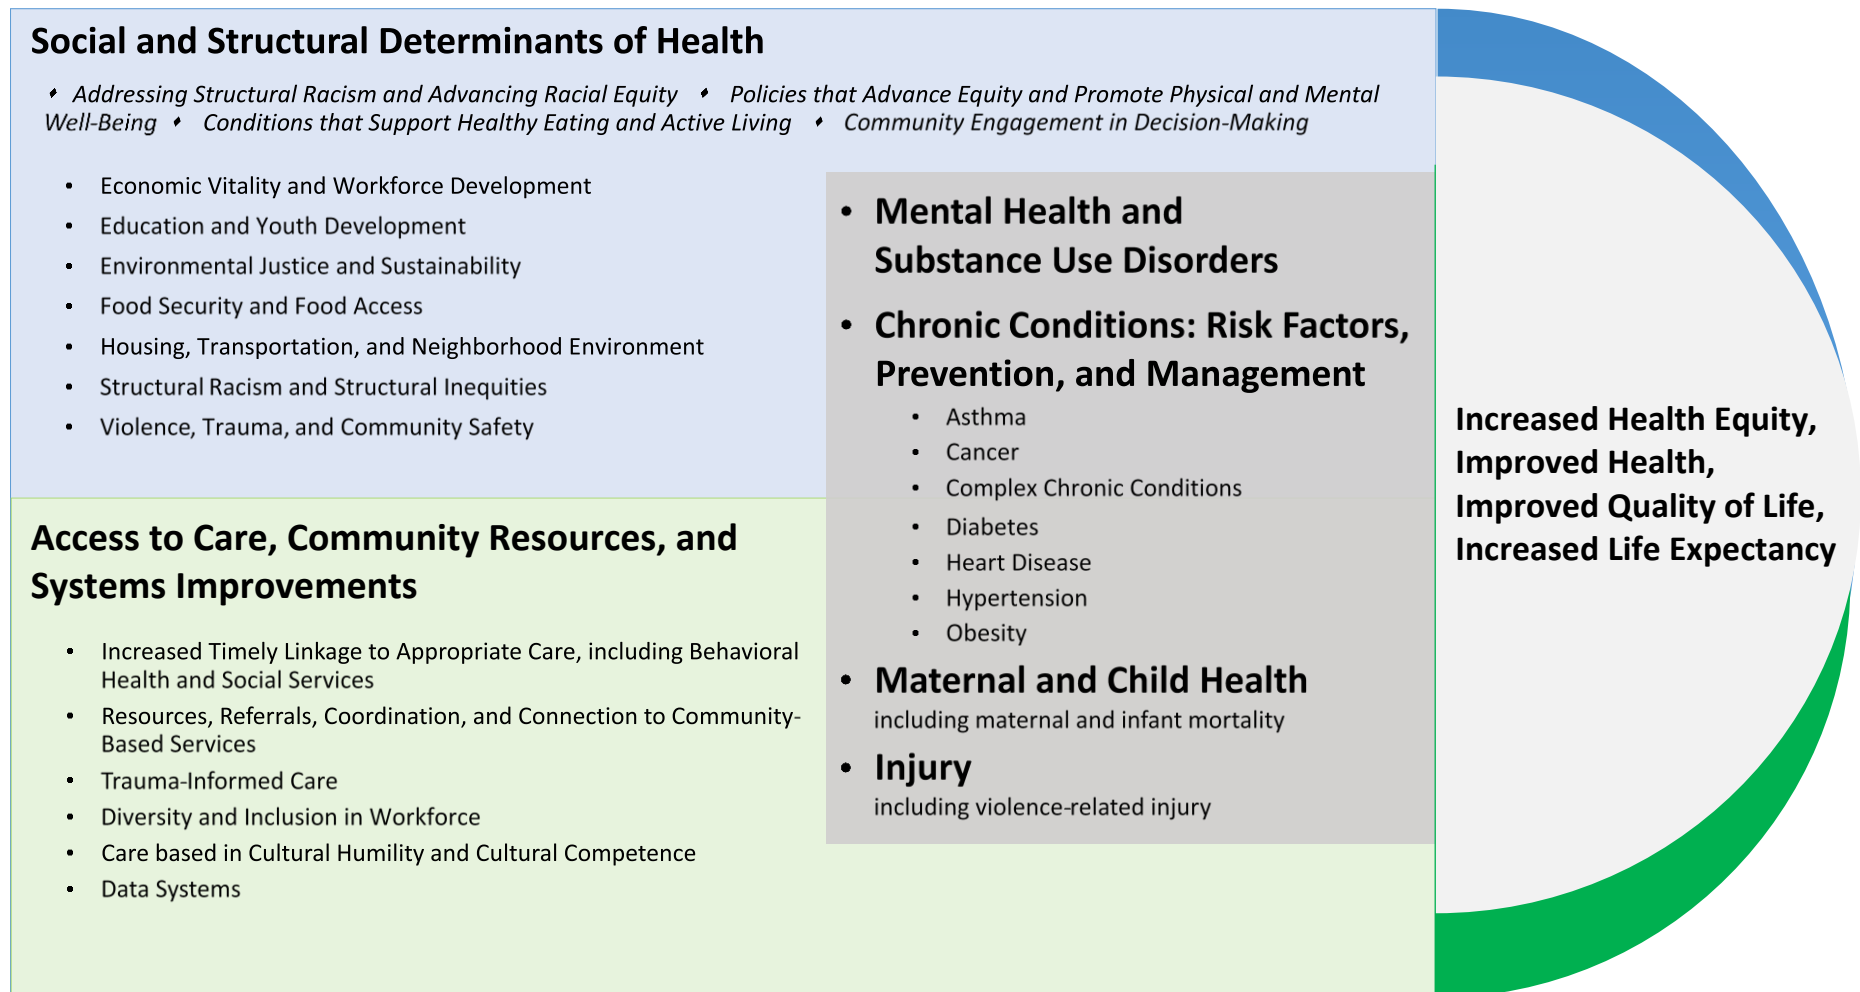 Social and Structural Determinants of Health
⬧ Addressing Structural Racism and Advancing Racial Equity ⬧ Policies that Advance Equity and Promote Physical and Mental
Well-Being ⬧ Conditions that Support Healthy Eating and Active Living ⬧ Community Engagement in Decision-Making
• Economic Vitality and Workforce Development
• Education and Youth Development
• Environmental Justice and Sustainability
• Food Security and Food Access
• Housing, Transportation, and Neighborhood Environment
• Structural Racism and Structural Inequities
• Violence, Trauma, and Community Safety
Access to Care, Community Resources, and
Systems Improvements
• Increased Timely Linkage to Appropriate Care, including Behavioral
Health and Social Services
• Resources, Referrals, Coordination, and Connection to Community-
Based Services
• Trauma-Informed Care
• Diversity and Inclusion in Workforce
• Care based in Cultural Humility and Cultural Competence
• Data Systems
• Mental Health and
Substance Use Disorders
• Chronic Conditions: Risk Factors,
Prevention, and Management
• Asthma
• Cancer
• Complex Chronic Conditions
• Diabetes
• Heart Disease
• Hypertension
• Obesity
• Maternal and Child Health
including maternal and infant mortality
• Injury
including violence-related injury
Increased Health Equity,
Improved Health,
Improved Quality of Life,
Increased Life Expectancy